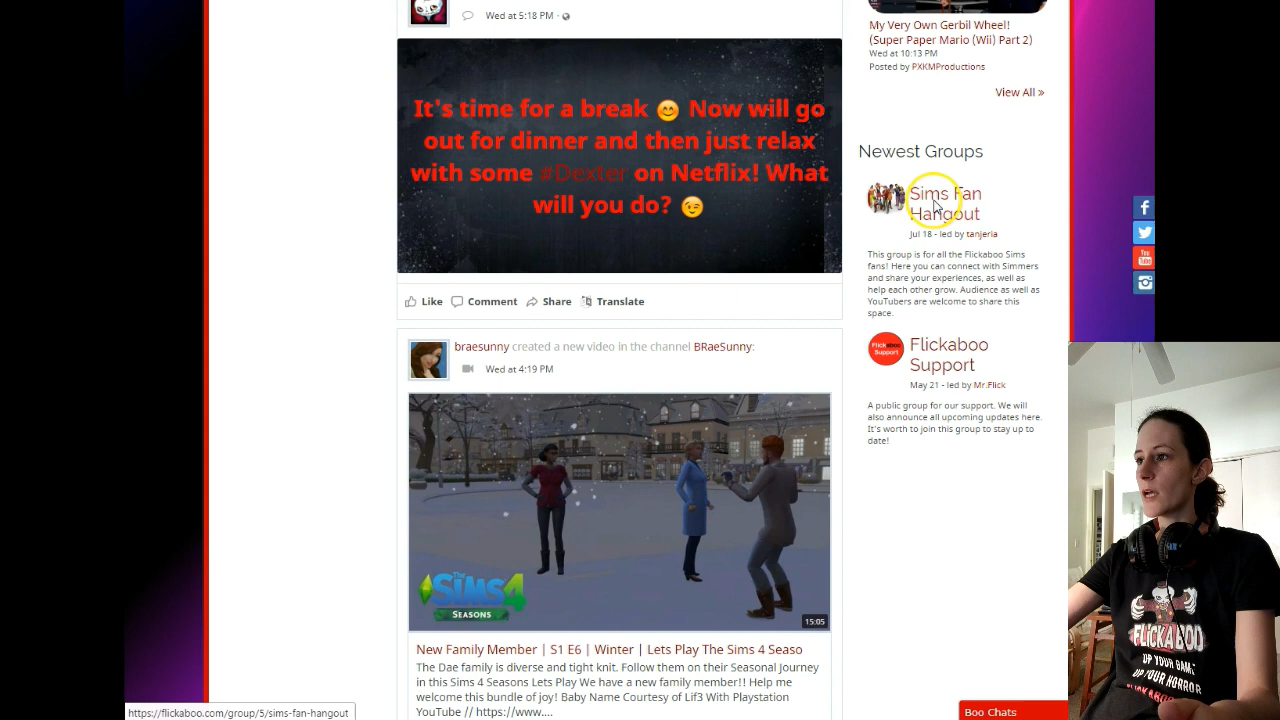 Wed at 5:18 PM ·
It's time for a break 😊 Now will go
out for dinner and then just relax
with some #Dexter on Netflix! What
will you do? 😉
Like Comment Share Translate
braesunny created a new video in the channel BRaeSunny:
Wed at 4:19 PM
The
SIMS 4
SEASONS
15:05
New Family Member | S1 E6 | Winter | Lets Play The Sims 4 Seaso
The Dae family is diverse and tight knit. Follow them on their Seasonal Journey
in this Sims 4 Seasons Lets Play We have a new family member!! Help me
welcome this bundle of joy! Baby Name Courtesy of Lif3 With Playstation
YouTube // https://www....
My Very Own Gerbil Wheel!
(Super Paper Mario (Wii) Part 2)
Wed at 10:13 PM
Posted by PXKMProductions
View All »
Newest Groups
Sims Fan
Hangout
Jul 18 - led by tanjeria
This group is for all the Flickaboo Sims
fans! Here you can connect with Simmers
and share your experiences, as well as
help each other grow. Audience as well as
YouTubers are welcome to share this
space.
Flickaboo
Support
Flickaboo
Support
May 21 - led by Mr.Flick
A public group for our support. We will
also announce all upcoming updates here.
It's worth to join this group to stay up to
date!
You
Tube
FLICKABOO
UP YOUR GAME
UP YOUR HORROR
https://flickaboo.com/group/5/sims-fan-hangout
Boo Chats